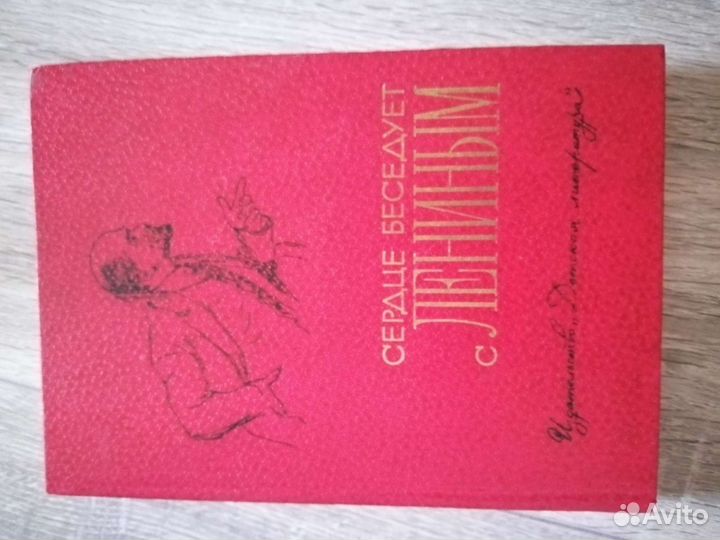 СЕРДЦЕ БЕСЕДУЕТ
с ЛЕНИНЫМ
Издательство „Детская литература“
Avito